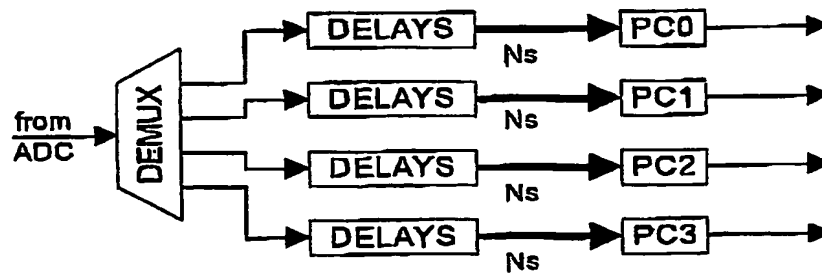 DELAYS
Ns
PC0
DELAYS
Ns
PC1
from
ADC
DEMUX
DELAYS
Ns
PC2
DELAYS
Ns
PC3